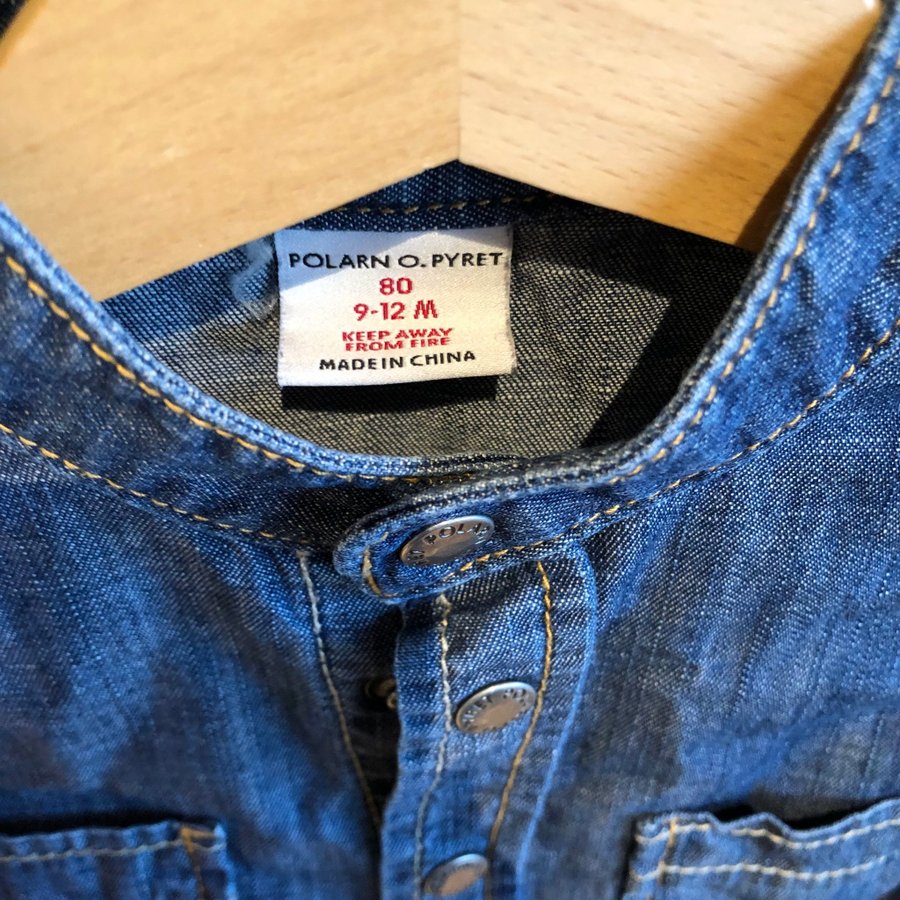 POLARN O. PYRET
80
9-12 M
KEEP AWAY
FROM FIRE
MADE IN CHINA